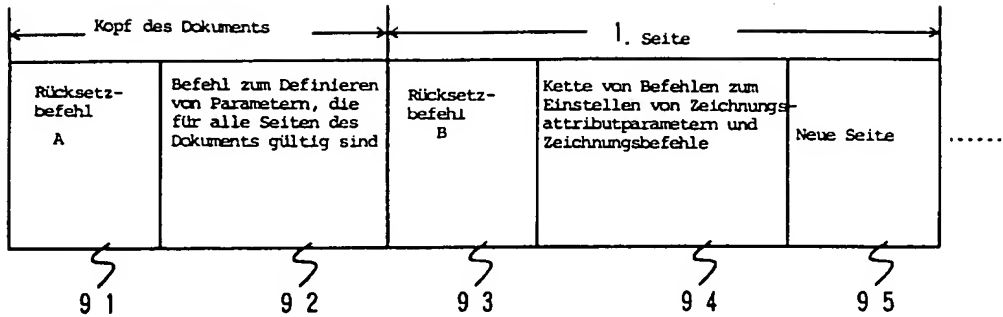 Kopf des Dokuments
1. Seite
Rücksetz-
befehl
A
Befehl zum Definieren
von Parametern, die
für alle Seiten des
Dokuments gültig sind
Rücksetz-
befehl
B
Kette von Befehlen zum
Einstellen von Zeichnungs-
attributparametern und
Zeichnungsbefehle
Neue Seite
......
91
92
93
94
95